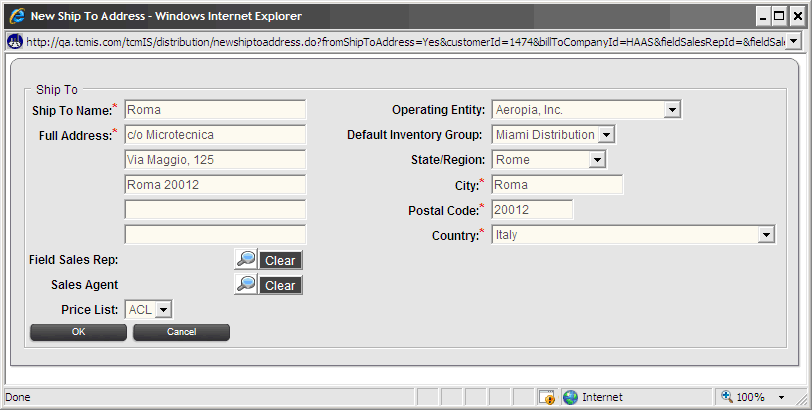 New Ship To Address - Windows Internet Explorer
http://qa.tcmis.com/tcmIS/distribution/newshiptoaddress.do?fromShipToAddress=Yes&customerId=1474&billToCompanyId=HAAS&fieldSalesRepId=&fieldSal
Ship To
Ship To Name:* Roma Operating Entity: Aeropia, Inc.
Full Address:* c/o Microtecnica Default Inventory Group: Miami Distribution
Via Maggio, 125 State/Region: Rome
Roma 20012 City:* Roma
Postal Code:* 20012
Country:* Italy
Field Sales Rep: Clear
Sales Agent Clear
Price List: ACL
OK Cancel
Done Internet 100%